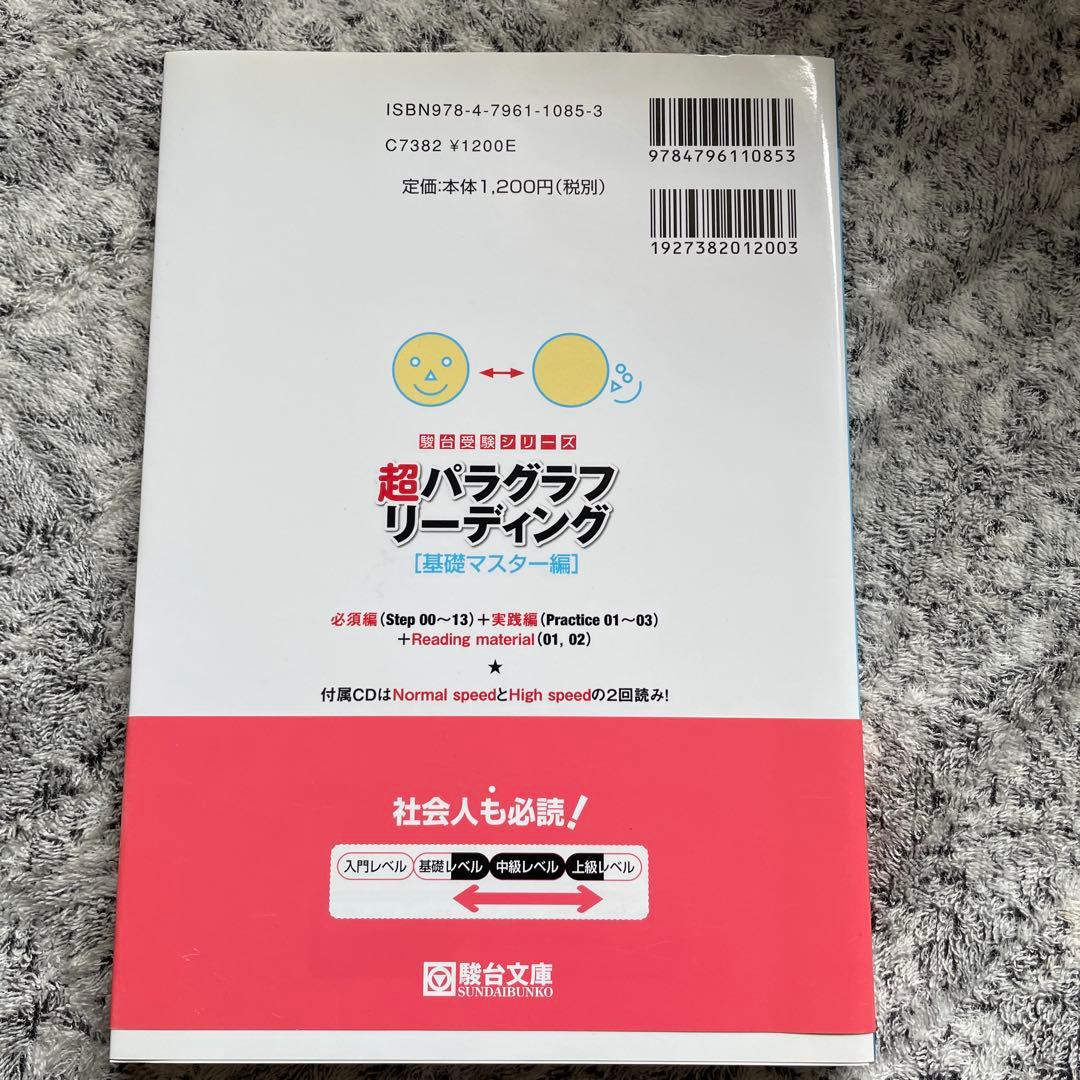 ISBN978-4-7961-1085-3
C7382 ¥1200E
定価:本体1,200円(税別)
9784796110853
1927382012003
駿台受験シリーズ
超パラグラフ
リーディング
[基礎マスター編]
必須編(Step 00〜13)+実践編(Practice 01〜03)
+Reading material(01, 02)
★
付属CDはNormal speedとHigh speedの2回読み!
社会人も必読!
入門レベル 基礎レベル 中級レベル 上級レベル
駿台文庫
SUNDAIBUNKO